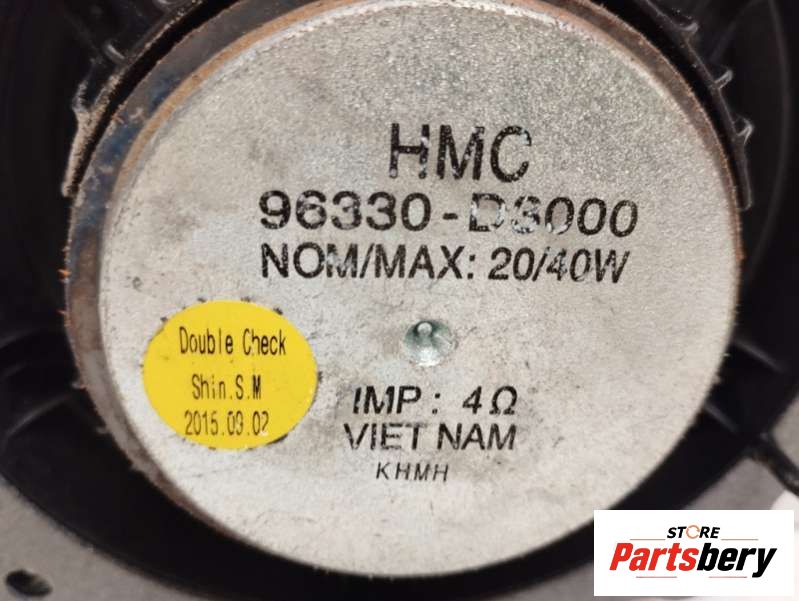 HMC
96330-D3000
NOM/MAX: 20/40W
Double Check
Shin.S.M
2015.09.02
IMP: 4Ω
VIET NAM
KHMH
STORE
Partsbery